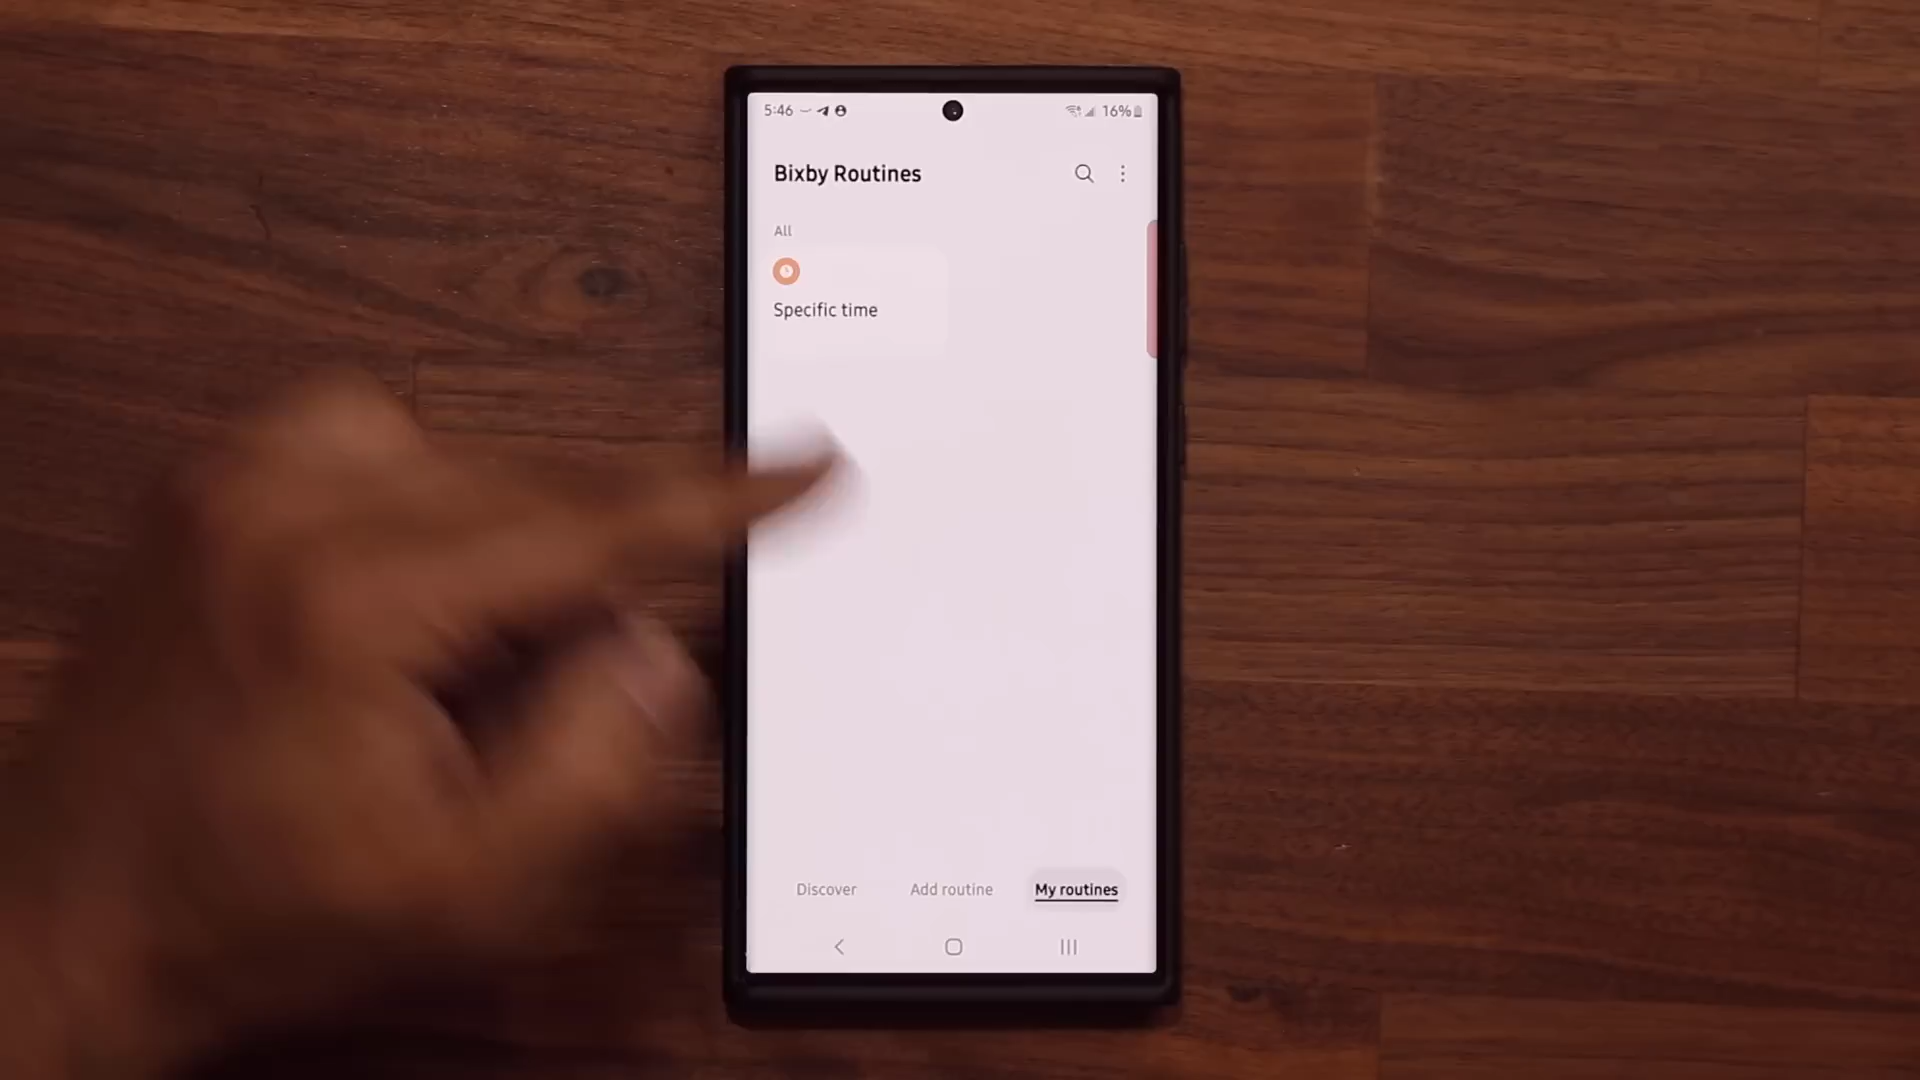 5:46
16%
Bixby Routines
All
Specific time
Discover
Add routine
My routines